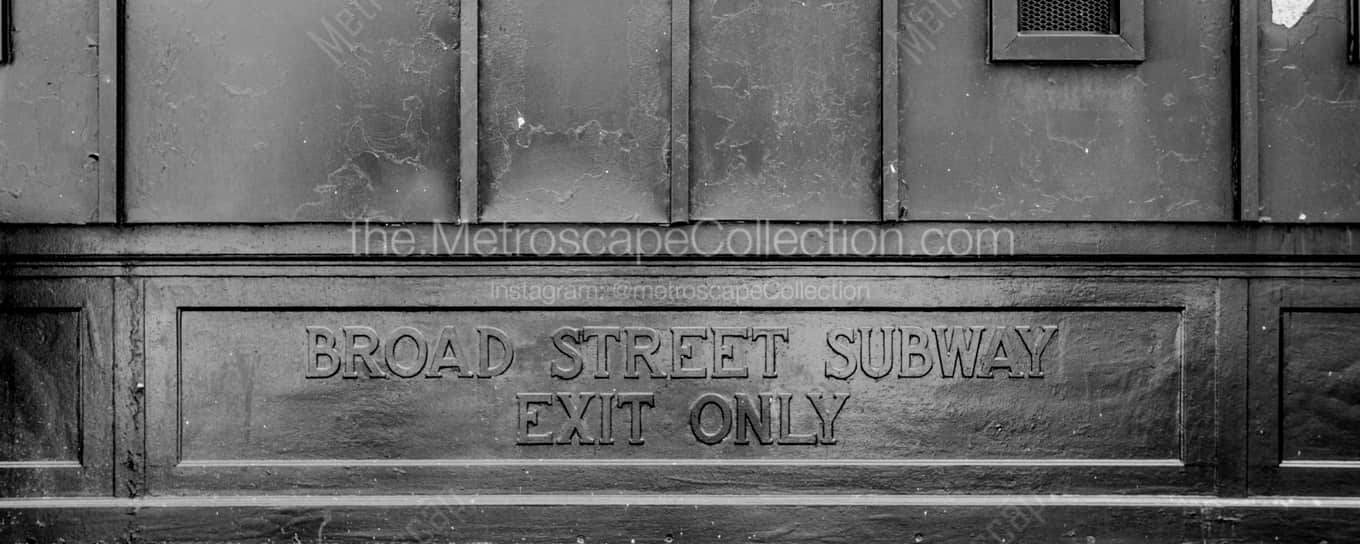 the.MetroscapeCollection.com
Instagram: @metroscapeCollection
BROAD STREET SUBWAY
EXIT ONLY